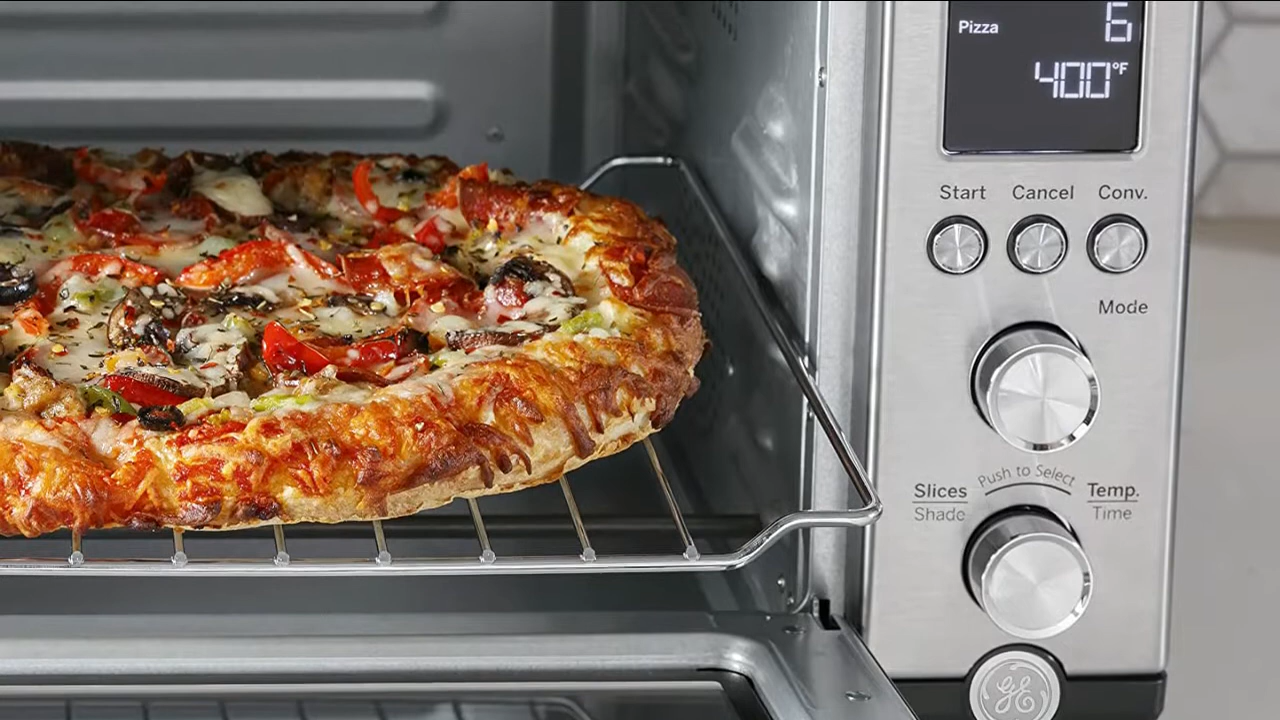 Pizza 6
400°F
Start Cancel Conv.
Mode
Push to Select
Slices Temp.
Shade Time
GE